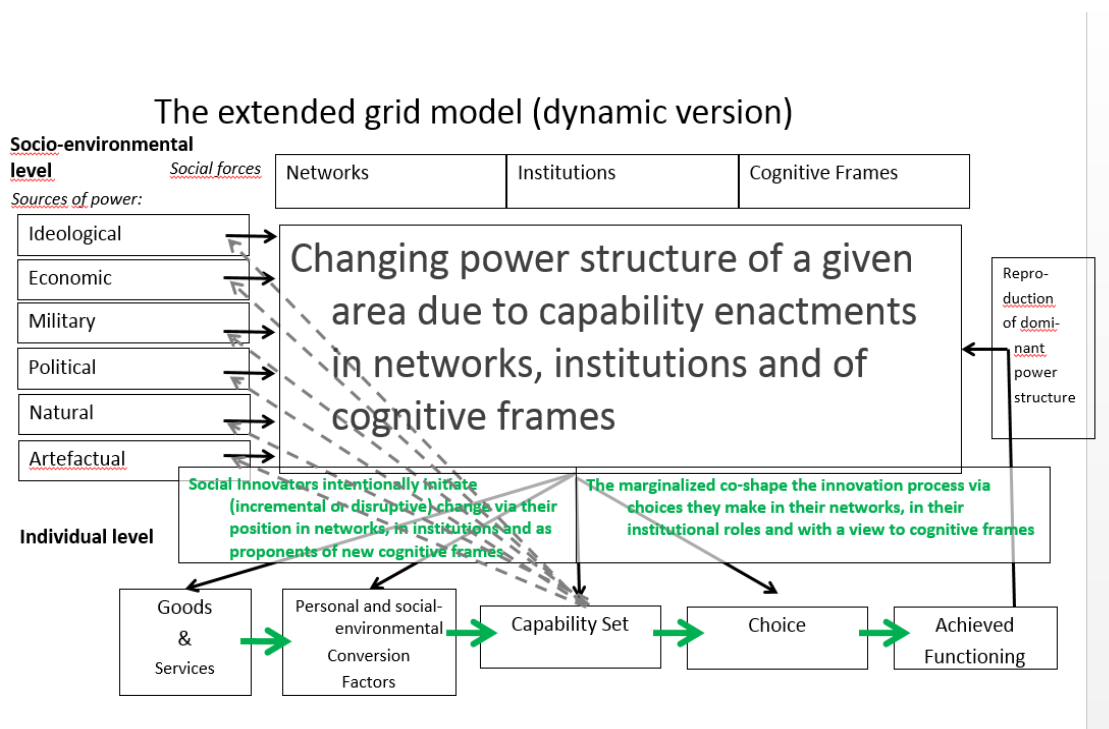 The extended grid model (dynamic version)
Socio-environmental
level
Social forces
Networks
Institutions
Cognitive Frames
Sources of power:
Ideological
Economic
Military
Political
Natural
Artefactual
Changing power structure of a given
area due to capability enactments
in networks, institutions and of
cognitive frames
Repro-
duction
of domi-
nant
power
structure
Social Innovators intentionally initiate
(incremental or disruptive) change via their
position in networks, in institutions and as
proponents of new cognitive frames
The marginalized co-shape the innovation process via
choices they make in their networks, in their
institutional roles and with a view to cognitive frames
Individual level
Goods
&
Services
Personal and social-
environmental
Conversion
Factors
Capability Set
Choice
Achieved
Functioning